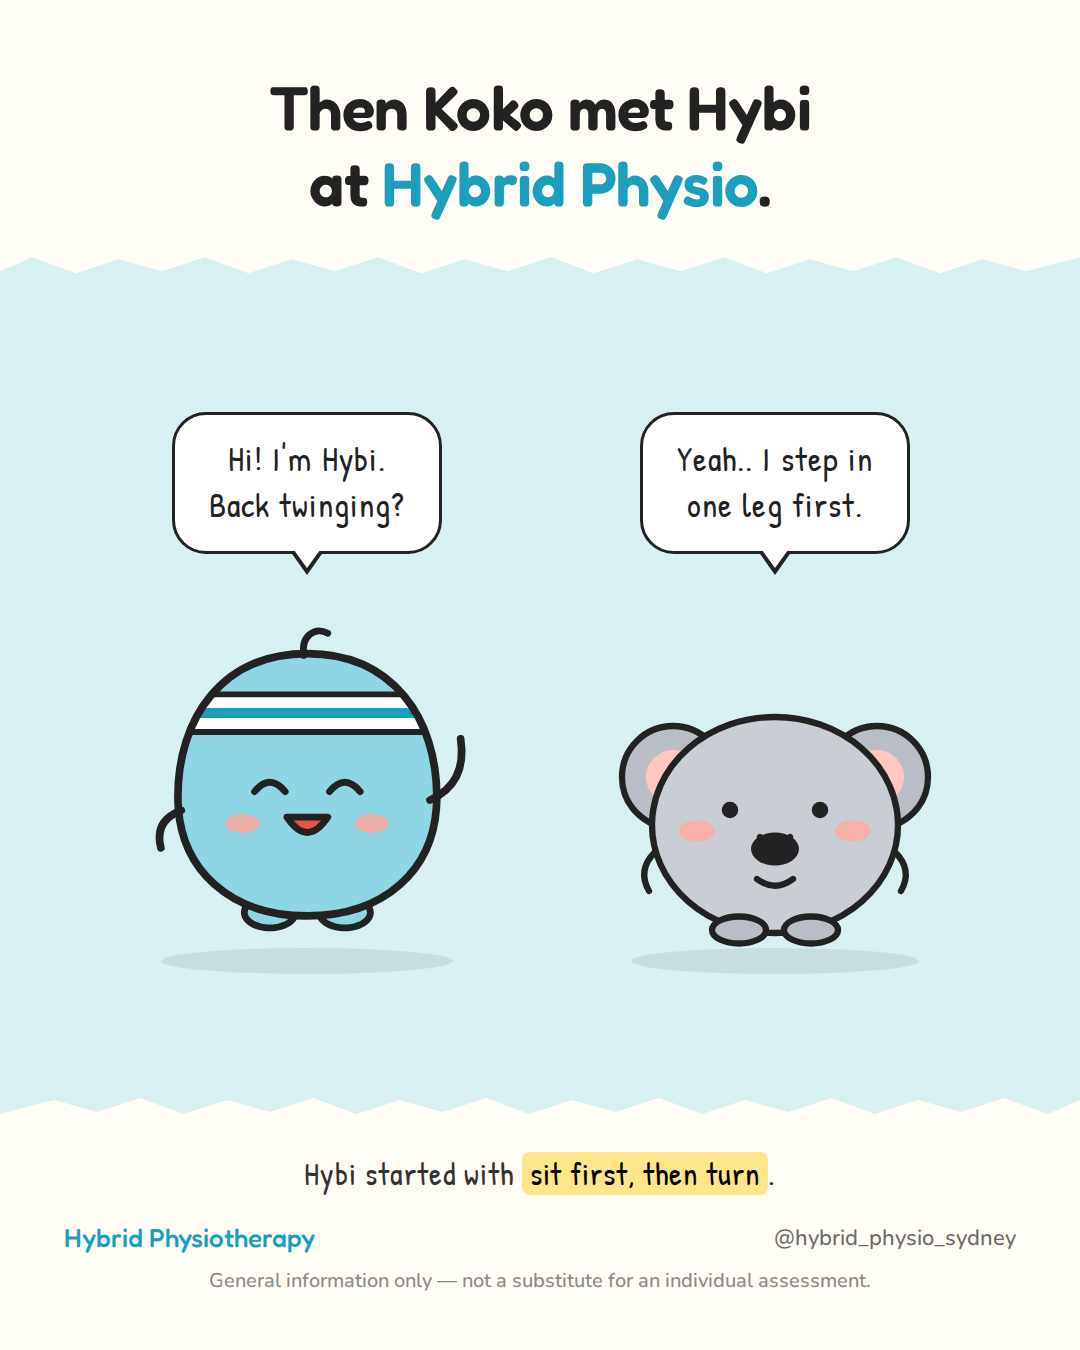 Then Koko met Hybi
at Hybrid Physio.
Hi! I'm Hybi.
Back twinging?
Yeah.. I step in
one leg first.
Hybi started with sit first, then turn.
Hybrid Physiotherapy
@hybrid_physio_sydney
General information only — not a substitute for an individual assessment.